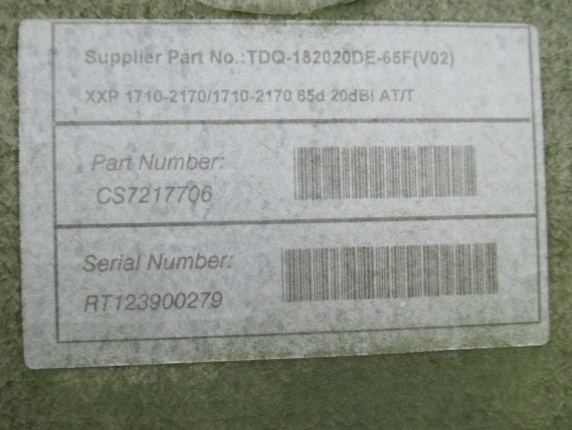 Supplier Part No.:TDQ-182020DE-65F(V02)
XXP 1710-2170/1710-2170 65d 20dBI AT/T
Part Number:
CS7217706
Serial Number:
RT123900279